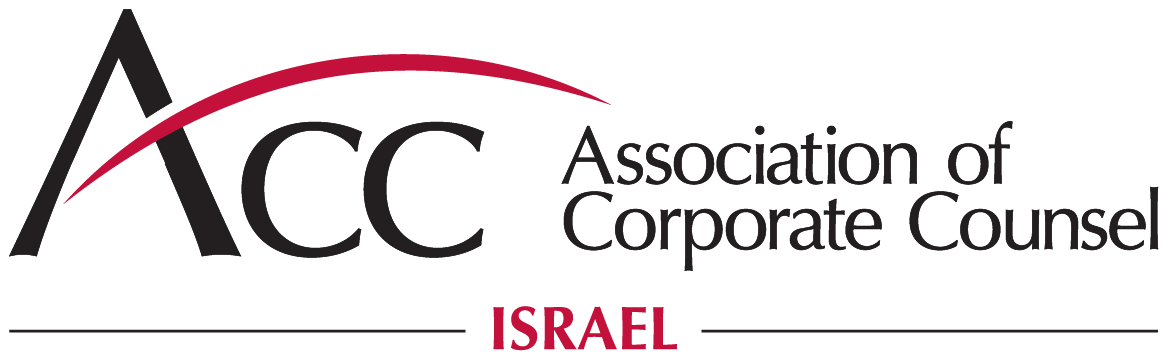 ACC
Association of
Corporate Counsel
ISRAEL